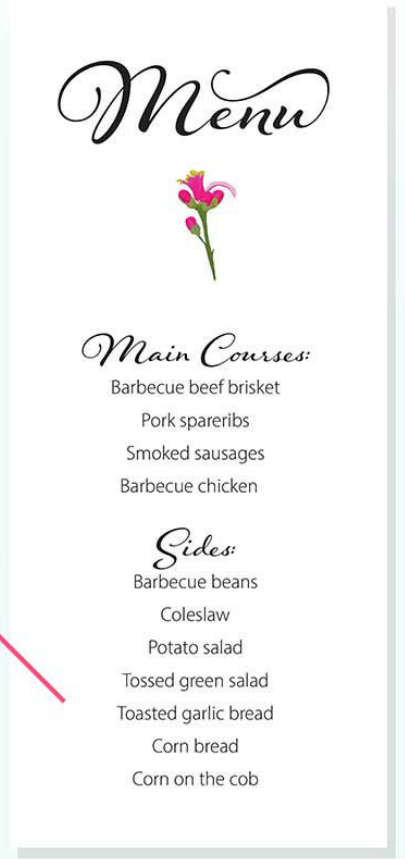 Menu
Main Courses:
Barbecue beef brisket
Pork spareribs
Smoked sausages
Barbecue chicken
Sides:
Barbecue beans
Coleslaw
Potato salad
Tossed green salad
Toasted garlic bread
Corn bread
Corn on the cob